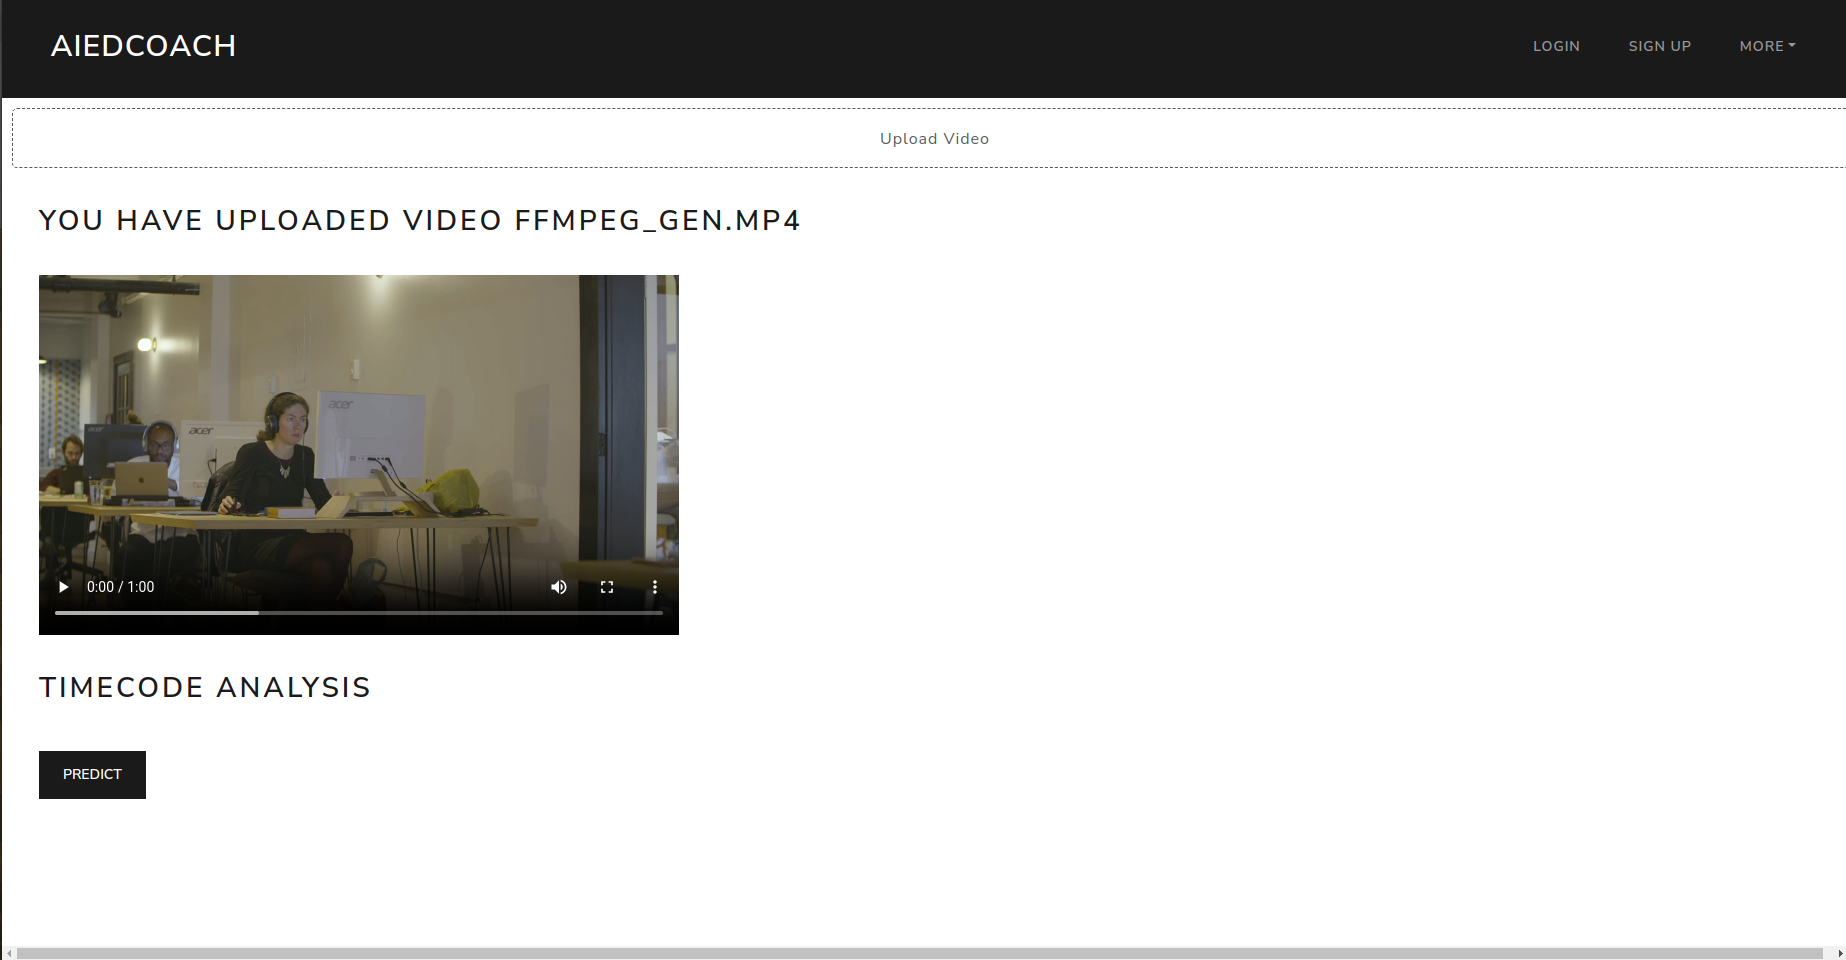 AIEDCOACH
LOGIN SIGN UP MORE
Upload Video
YOU HAVE UPLOADED VIDEO FFMPEG_GEN.MP4
acer
acer
acer
0:00 / 1:00
TIMECODE ANALYSIS
PREDICT